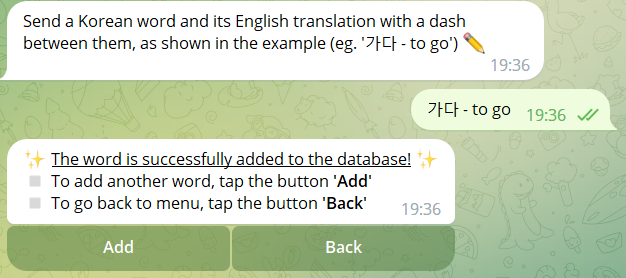 Send a Korean word and its English translation with a dash
between them, as shown in the example (eg. '가다 - to go') ✏️
19:36
가다 - to go 19:36
✨ The word is successfully added to the database! ✨
◻️ To add another word, tap the button 'Add'
◻️ To go back to menu, tap the button 'Back' 19:36
Add
Back